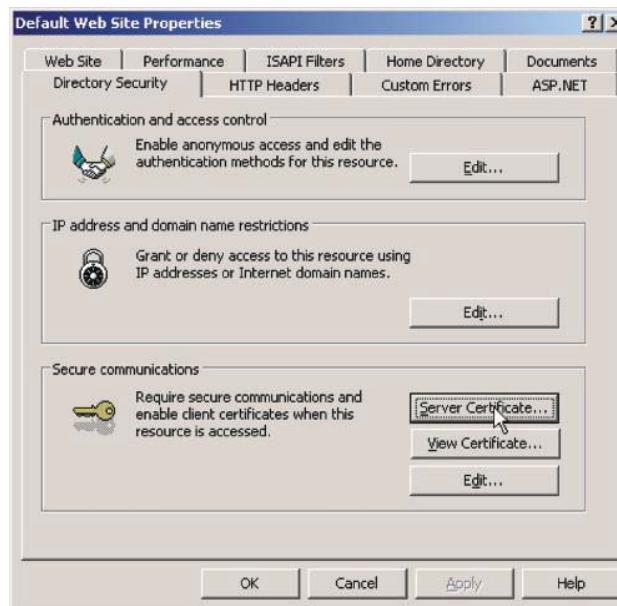 Default Web Site Properties
Web Site Performance ISAPI Filters Home Directory Documents
Directory Security HTTP Headers Custom Errors ASP.NET
Authentication and access control
Enable anonymous access and edit the
authentication methods for this resource.
Edit...
IP address and domain name restrictions
Grant or deny access to this resource using
IP addresses or Internet domain names.
Edit...
Secure communications
Require secure communications and
enable client certificates when this
resource is accessed.
Server Certificate...
View Certificate...
Edit...
OK Cancel Apply Help